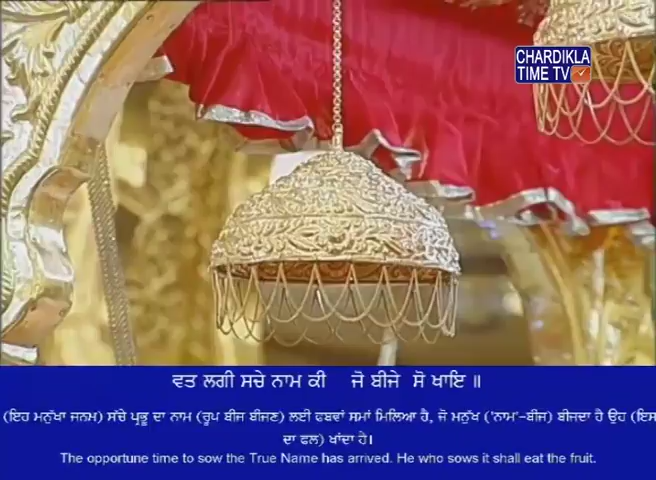 CHARDIKLA
TIME TV
ਵਤ ਲਗੀ ਸਚੇ ਨਾਮ ਕੀ ਜੋ ਬੀਜੇ ਸੋ ਖਾਇ ॥
(ਇਹ ਮਨੁੱਖਾ ਜਨਮ) ਸੱਚੇ ਪ੍ਰਭੂ ਦਾ ਨਾਮ (ਰੂਪ ਬੀਜ ਬੀਜਣ) ਲਈ ਫਬਵਾਂ ਸਮਾਂ ਮਿਲਿਆ ਹੈ, ਜੋ ਮਨੁੱਖ ('ਨਾਮ'-ਬੀਜ) ਬੀਜਦਾ ਹੈ ਉਹ (ਇਸ
ਦਾ ਫਲ) ਖਾਂਦਾ ਹੈ।
The opportune time to sow the True Name has arrived. He who sows it shall eat the fruit.